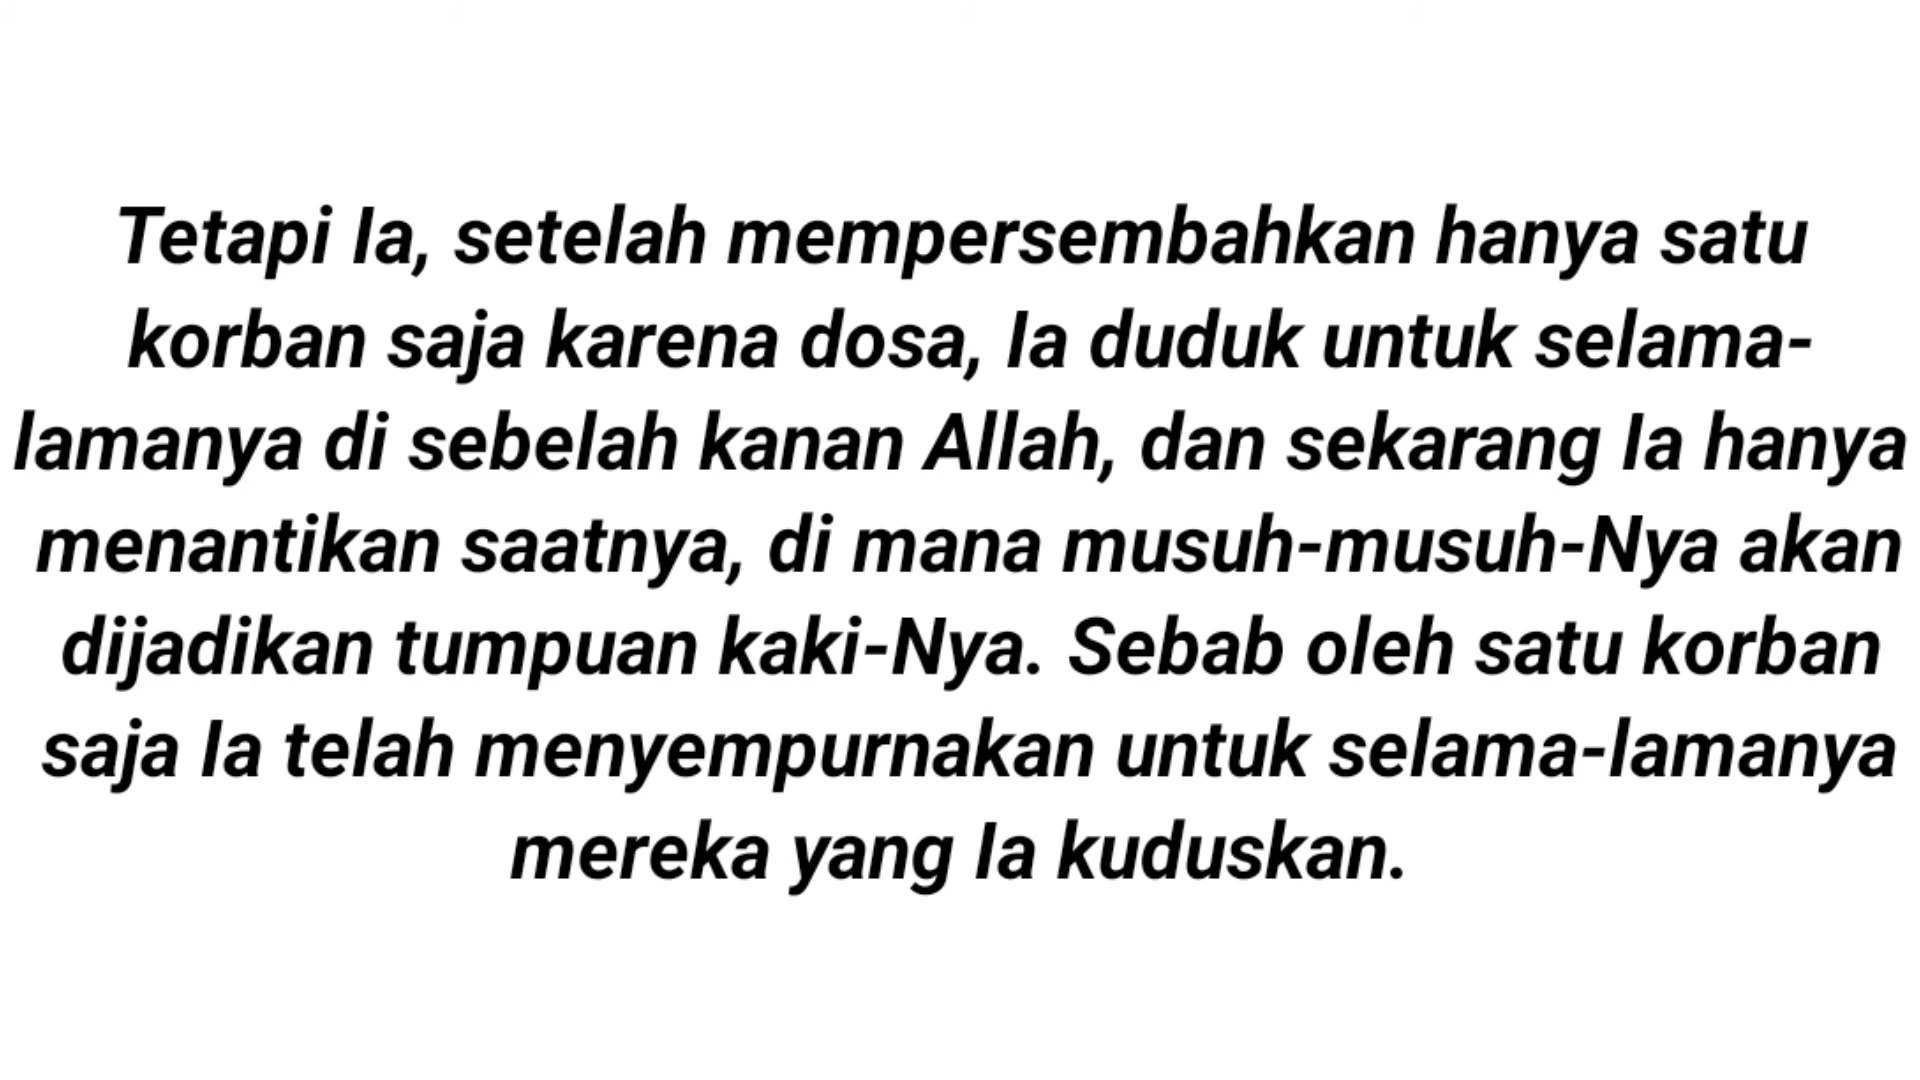 Tetapi Ia, setelah mempersembahkan hanya satu
korban saja karena dosa, Ia duduk untuk selama-
lamanya di sebelah kanan Allah, dan sekarang Ia hanya
menantikan saatnya, di mana musuh-musuh-Nya akan
dijadikan tumpuan kaki-Nya. Sebab oleh satu korban
saja Ia telah menyempurnakan untuk selama-lamanya
mereka yang Ia kuduskan.